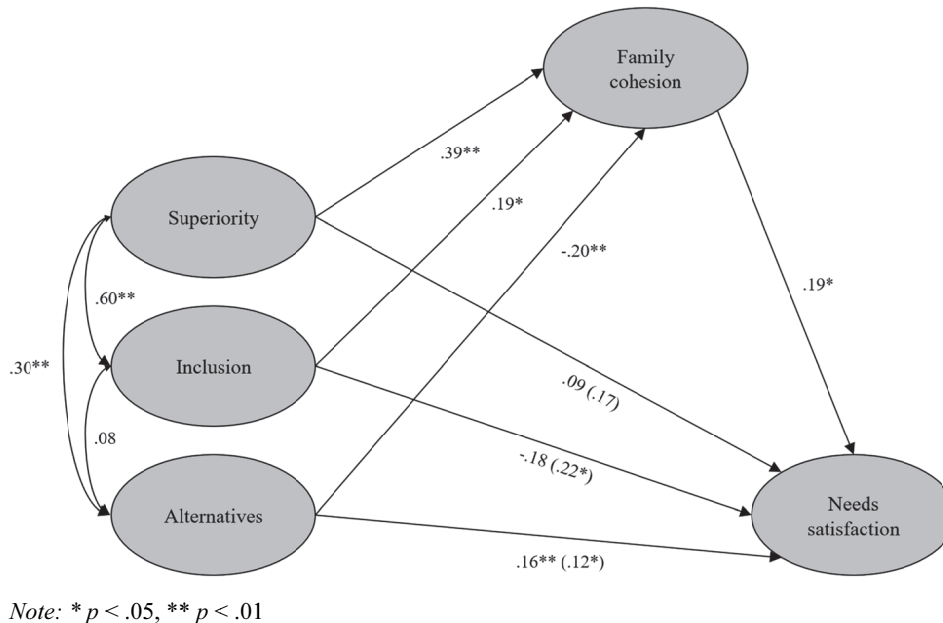 Family
cohesion
.39**
Superiority
.19*
-.20**
.19*
.60**
.30**
Inclusion
.09 (.17)
.08
-.18 (.22*)
Alternatives
Needs
satisfaction
.16** (.12*)
Note: * p < .05, ** p < .01